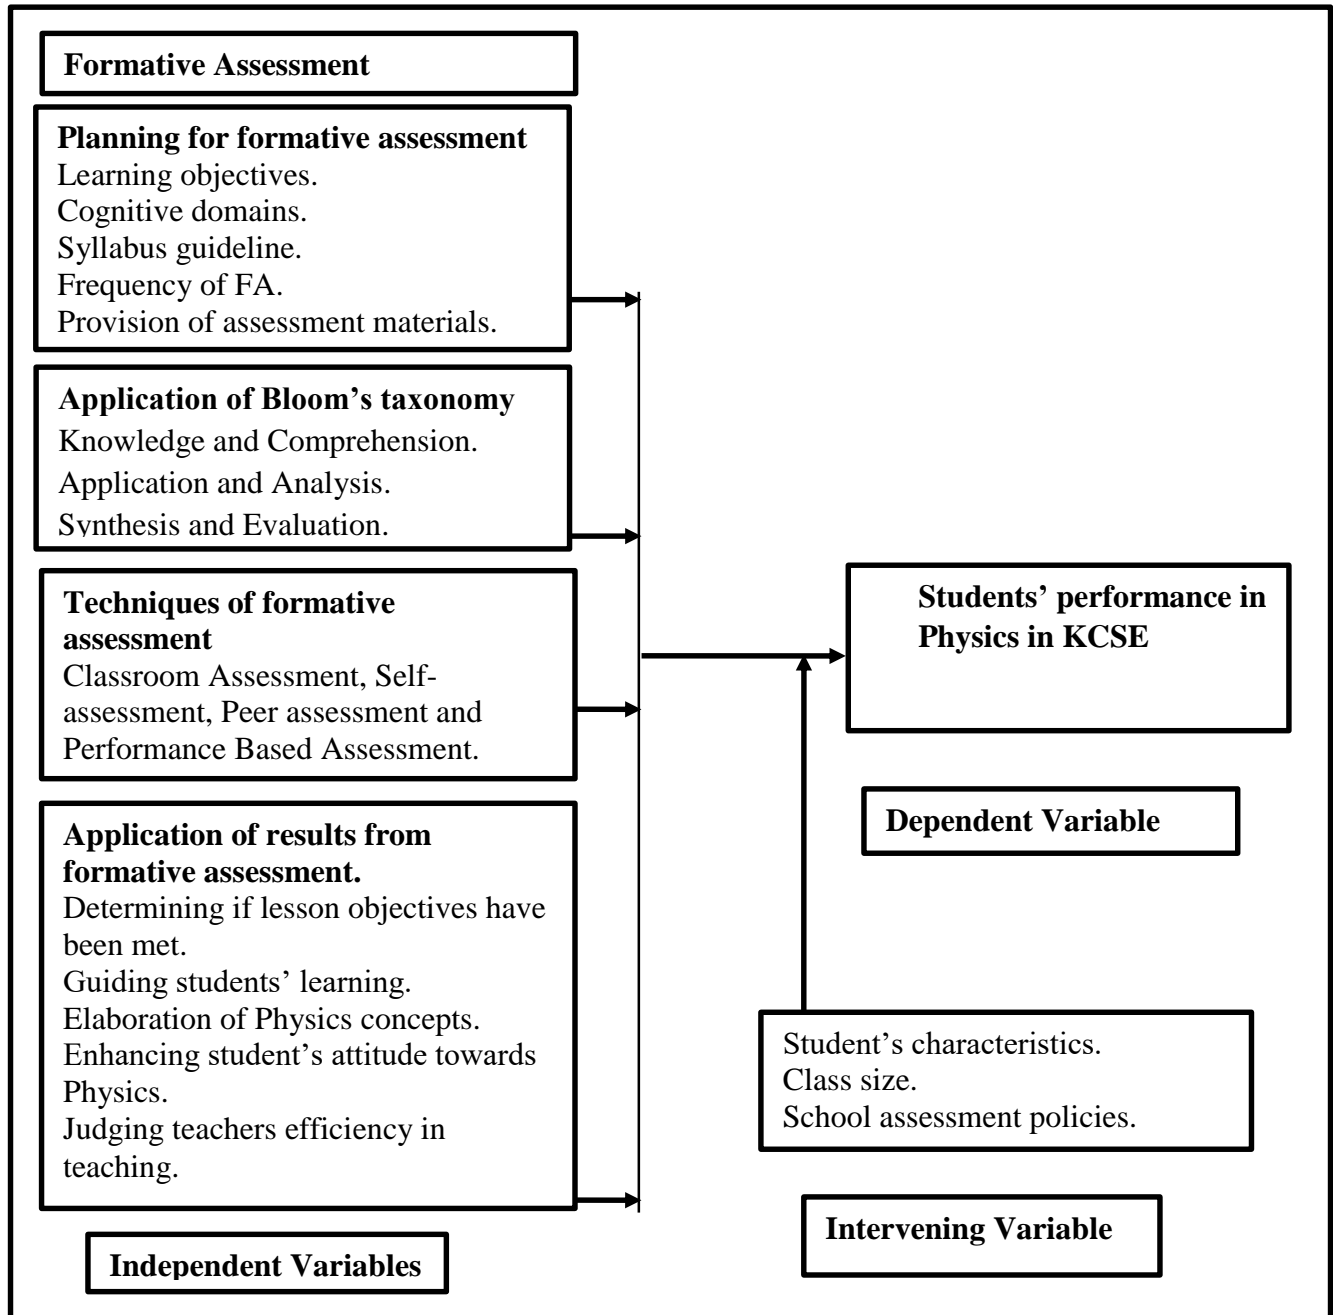 Formative Assessment
Planning for formative assessment
Learning objectives.
Cognitive domains.
Syllabus guideline.
Frequency of FA.
Provision of assessment materials.
Application of Bloom’s taxonomy
Knowledge and Comprehension.
Application and Analysis.
Synthesis and Evaluation.
Techniques of formative
assessment
Classroom Assessment, Self-
assessment, Peer assessment and
Performance Based Assessment.
Application of results from
formative assessment.
Determining if lesson objectives have
been met.
Guiding students’ learning.
Elaboration of Physics concepts.
Enhancing student’s attitude towards
Physics.
Judging teachers efficiency in
teaching.
Independent Variables
Students’ performance in
Physics in KCSE
Dependent Variable
Student’s characteristics.
Class size.
School assessment policies.
Intervening Variable